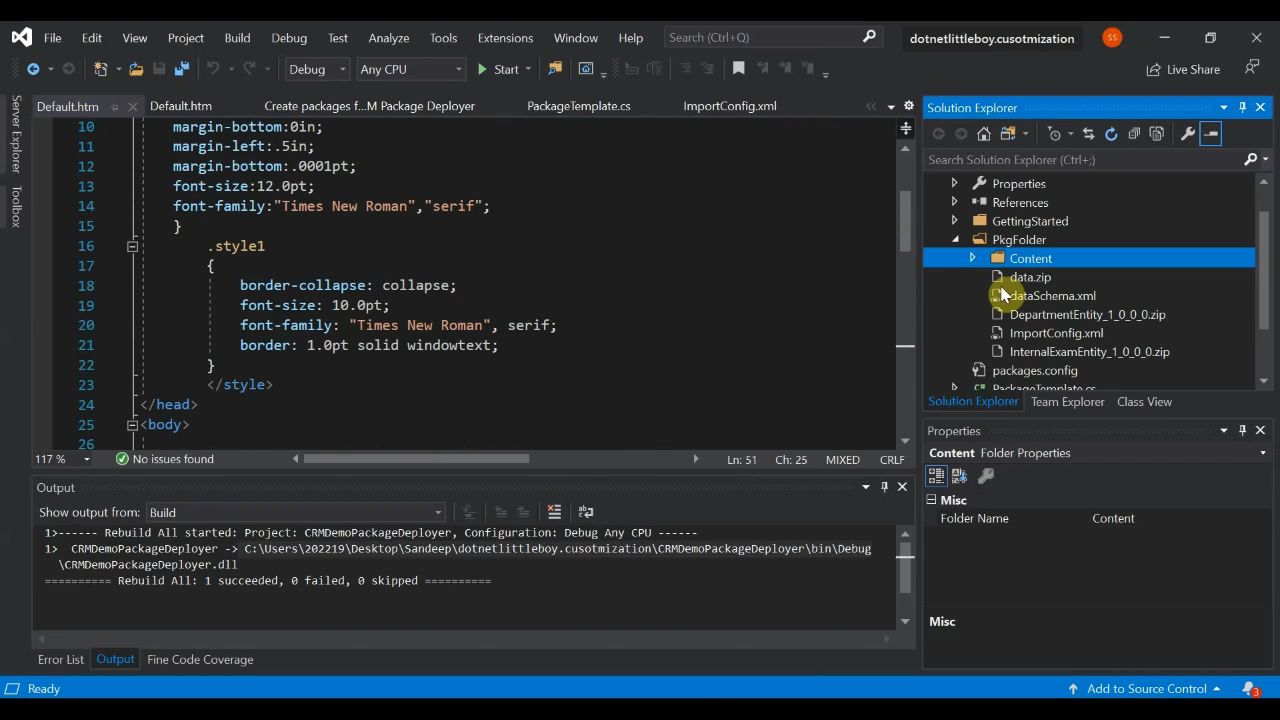 File Edit View Project Build Debug Test Analyze Tools Extensions Window Help Search (Ctrl+Q) dotnetlittleboy.cusotmization SS
Debug Any CPU Start Live Share
Server Explorer
Toolbox
Default.htm Default.htm Create packages f...M Package Deployer PackageTemplate.cs ImportConfig.xml
10 margin-bottom:0in;
11 margin-left:.5in;
12 margin-bottom:.0001pt;
13 font-size:12.0pt;
14 font-family:"Times New Roman","serif";
15 }
16 .style1
17 {
18 border-collapse: collapse;
19 font-size: 10.0pt;
20 font-family: "Times New Roman", serif;
21 border: 1.0pt solid windowtext;
22 }
23 </style>
24 </head>
25 <body>
26
117 % No issues found Ln: 51 Ch: 25 MIXED CRLF
Output
Show output from: Build
1>------ Rebuild All started: Project: CRMDemoPackageDeployer, Configuration: Debug Any CPU ------
1> CRMDemoPackageDeployer -> C:\Users\202219\Desktop\Sandeep\dotnetlittleboy.cusotmization\CRMDemoPackageDeployer\bin\Debug
\CRMDemoPackageDeployer.dll
========== Rebuild All: 1 succeeded, 0 failed, 0 skipped ==========
Error List Output Fine Code Coverage
Solution Explorer
Search Solution Explorer (Ctrl+;)
Properties
References
GettingStarted
PkgFolder
Content
data.zip
dataSchema.xml
DepartmentEntity_1_0_0_0.zip
ImportConfig.xml
InternalExamEntity_1_0_0_0.zip
packages.config
PackageTemplate.cs
Solution Explorer Team Explorer Class View
Properties
Content Folder Properties
Misc
Folder Name Content
Misc
Ready Add to Source Control 3